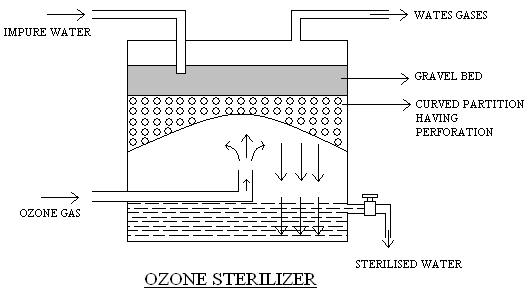 IMPURE WATER
WATES GASES
GRAVEL BED
CURVED PARTITION
HAVING
PERFORATION
OZONE GAS
STERILISED WATER
OZONE STERILIZER